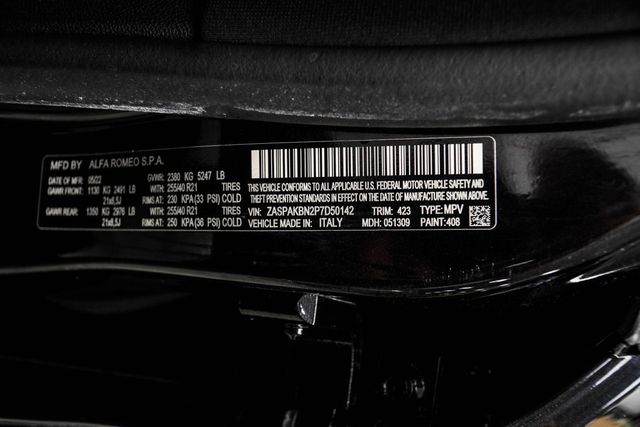 MFD BY ALFA ROMEO S.P.A.
DATE OF MFR 05/22 GVWR: 2380 KG 5247 LB
GAWR FRONT: 1130 KG 2491 LB WITH 255/40 R21 TIRES
21x8,5J RIMS AT 230 KPA (33 PSI) COLD
GAWR REAR: 1350 KG 2976 LB WITH 255/40 R21 TIRES
21x8,5J RIMS AT 250 KPA (36 PSI) COLD
THIS VEHICLE CONFORMS TO ALL APPLICABLE U.S. FEDERAL MOTOR VEHICLE SAFETY AND
THEFT PREVENTION STANDARDS IN EFFECT ON THE DATE OF MANUFACTURE SHOWN ABOVE.
VIN: ZASPAKBN2P7D50142 TRIM: 423 TYPE: MPV
VEHICLE MADE IN: ITALY MDH: 051309 PAINT: 408